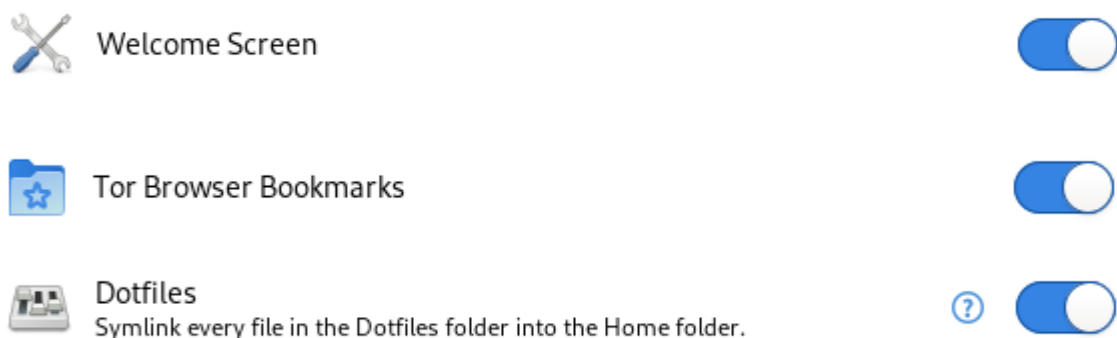 Welcome Screen
Tor Browser Bookmarks
Dotfiles
?
Symlink every file in the Dotfiles folder into the Home folder.